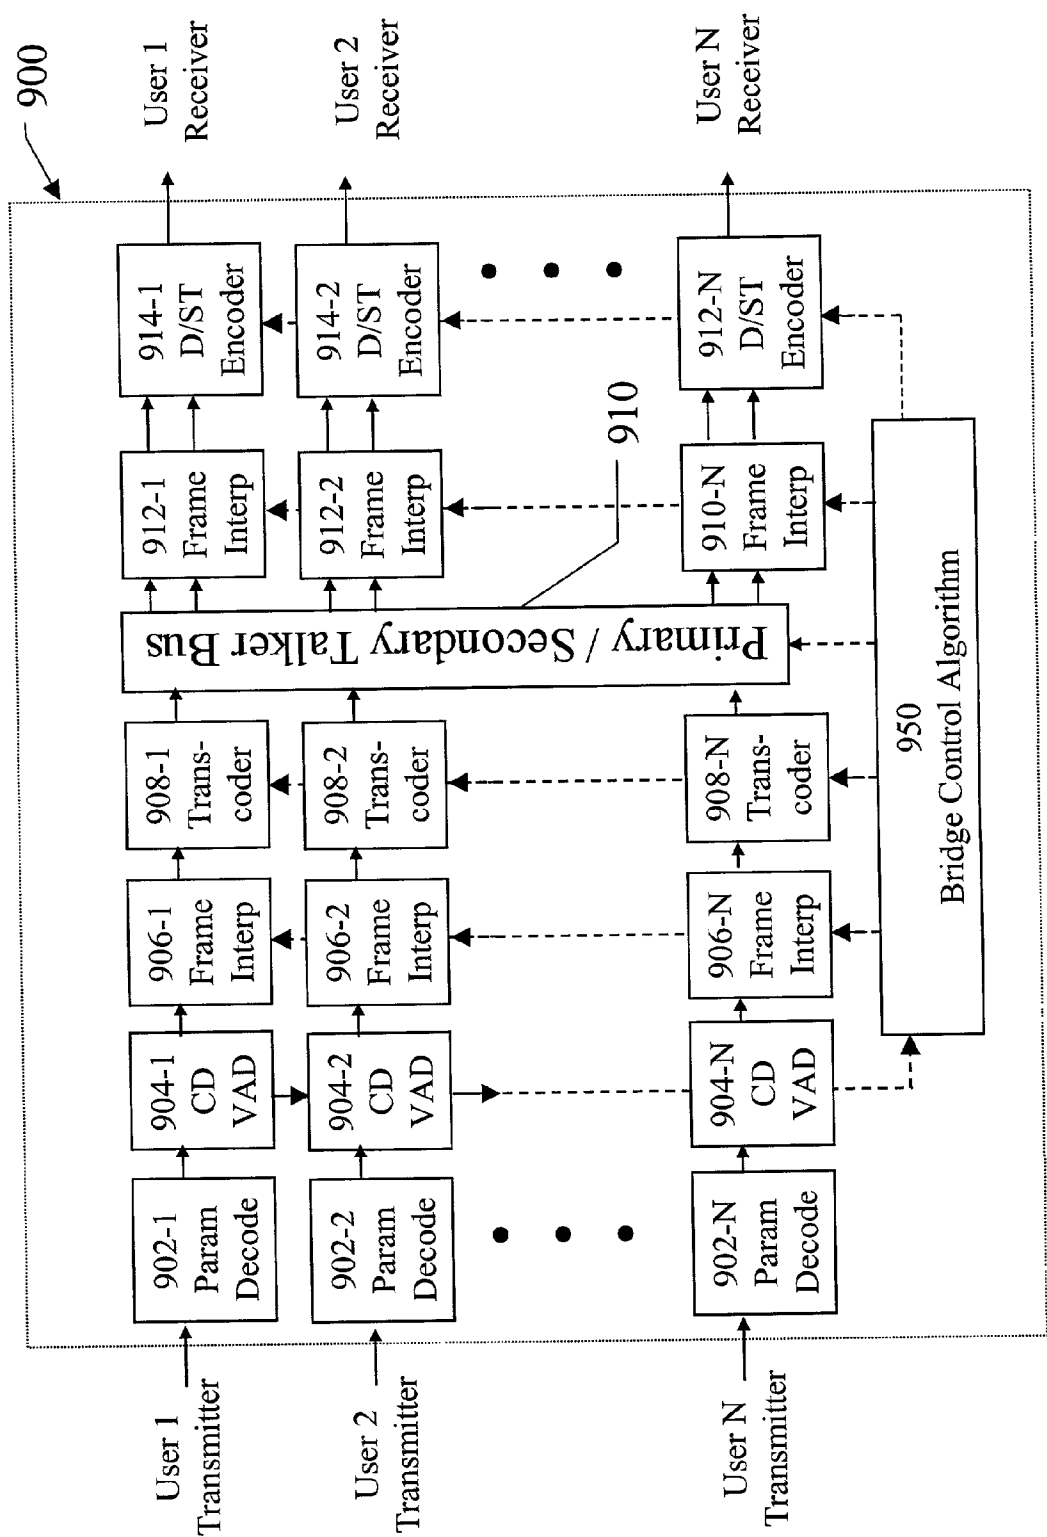 900
User 1
Transmitter
902-1
Param
Decode
904-1
CD
VAD
906-1
Frame
Interp
908-1
Trans-
coder
Primary / Secondary Talker Bus
912-1
Frame
Interp
914-1
D/ST
Encoder
User 1
Receiver
User 2
Transmitter
902-2
Param
Decode
904-2
CD
VAD
906-2
Frame
Interp
908-2
Trans-
coder
912-2
Frame
Interp
914-2
D/ST
Encoder
User 2
Receiver
910
User N
Transmitter
902-N
Param
Decode
904-N
CD
VAD
906-N
Frame
Interp
908-N
Trans-
coder
910-N
Frame
Interp
912-N
D/ST
Encoder
User N
Receiver
950
Bridge Control Algorithm